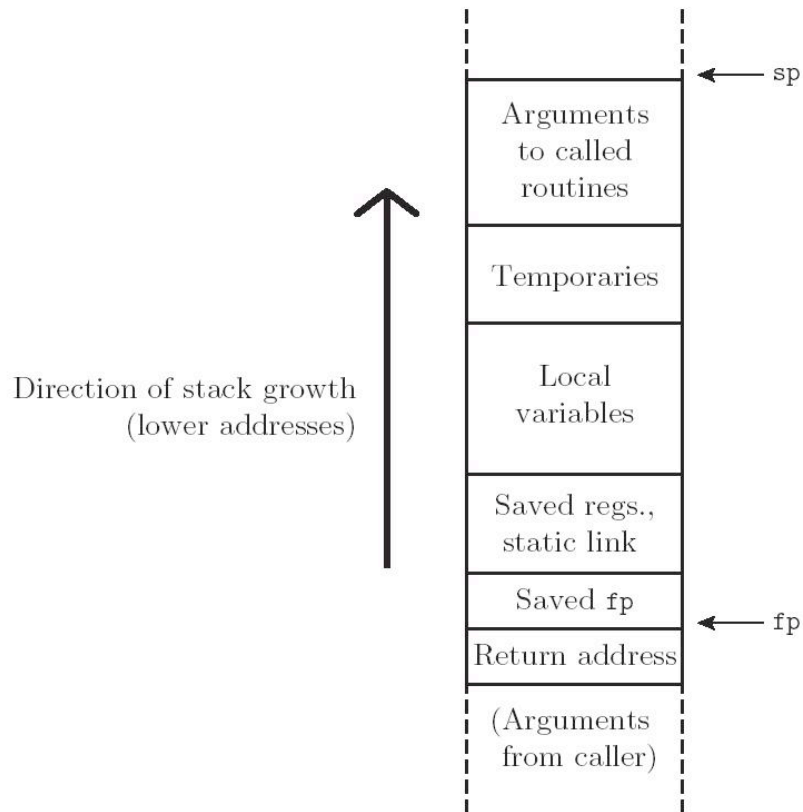 sp
Arguments
to called
routines
Temporaries
Direction of stack growth
(lower addresses)
Local
variables
Saved regs.,
static link
Saved fp
fp
Return address
(Arguments
from caller)